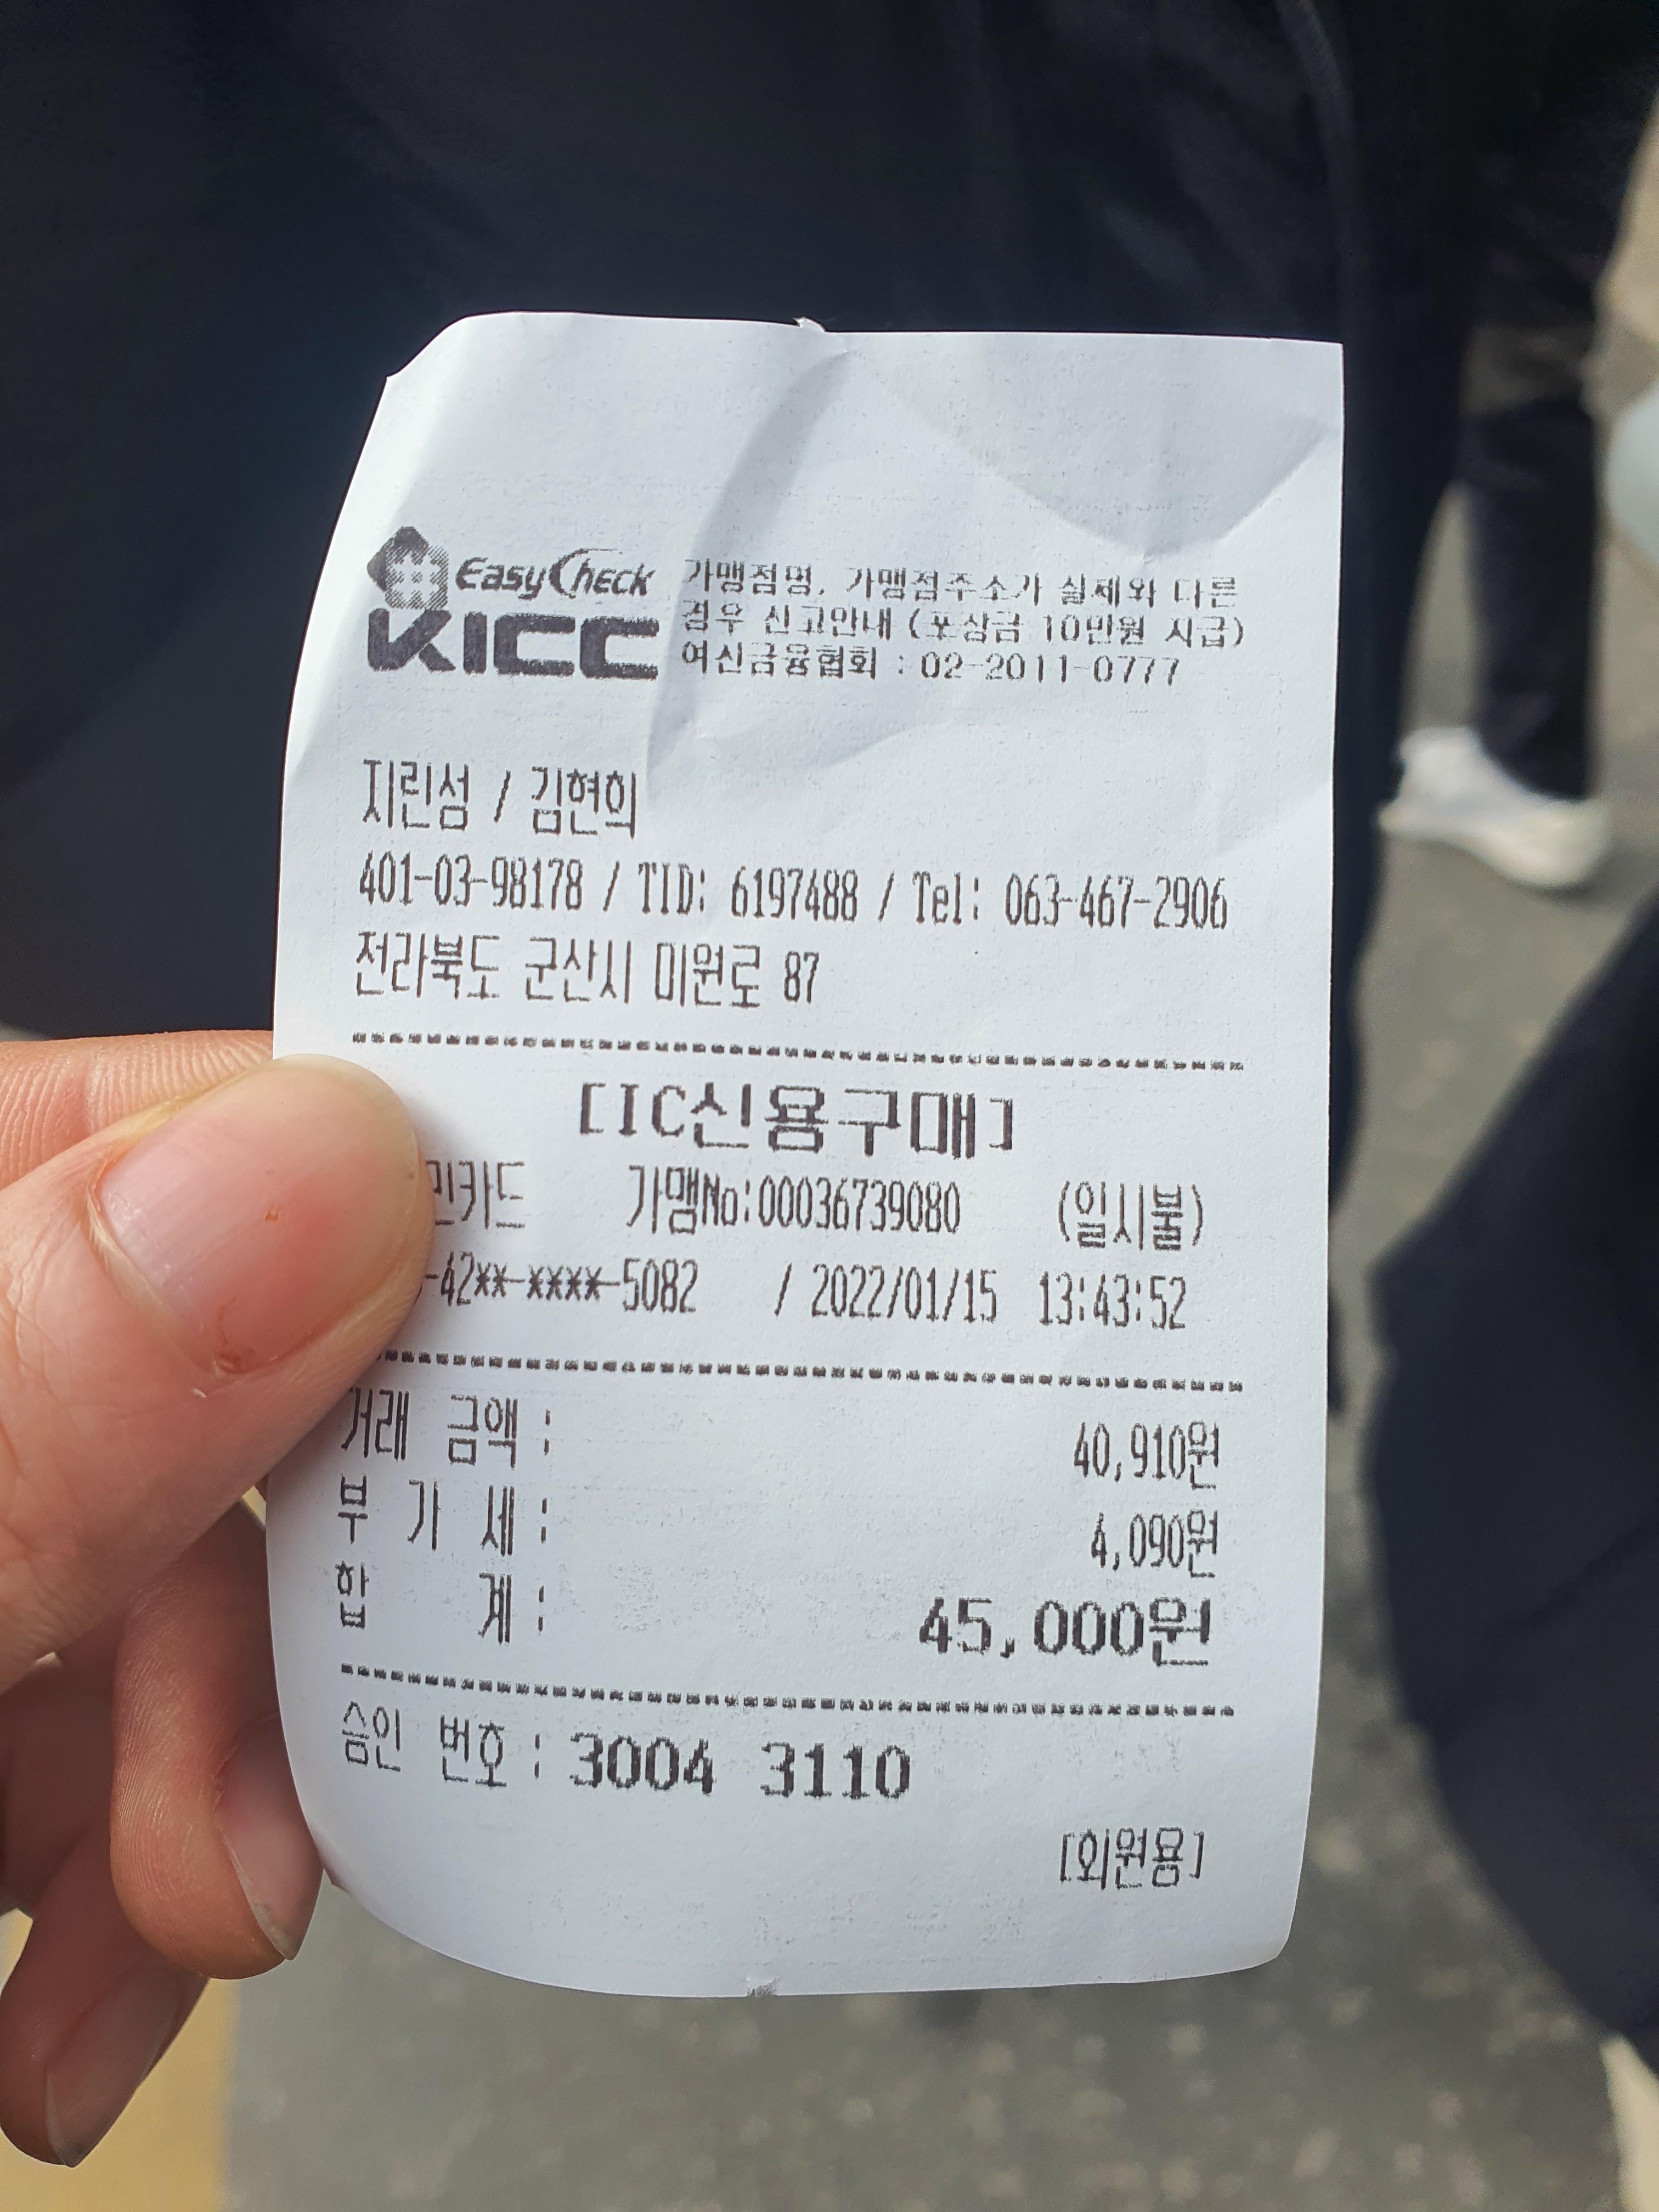 EasyCheck
KICC
가맹점명, 가맹점주소가 실제와 다른
경우 신고안내 (포상금 10만원 지급)
여신금융협회 : 02-2011-0777
지린성 / 김현희
401-03-98178 / TID: 6197488 / Tel: 063-467-2906
전라북도 군산시 미원로 87
[IC신용구매]
민카드 가맹No:00036739080 (일시불)
-42**-****-5082 / 2022/01/15 13:43:52
거래 금액 : 40,910원
부 가 세 : 4,090원
합 계 : 45,000원
승인 번호 : 3004 3110
[회원용]